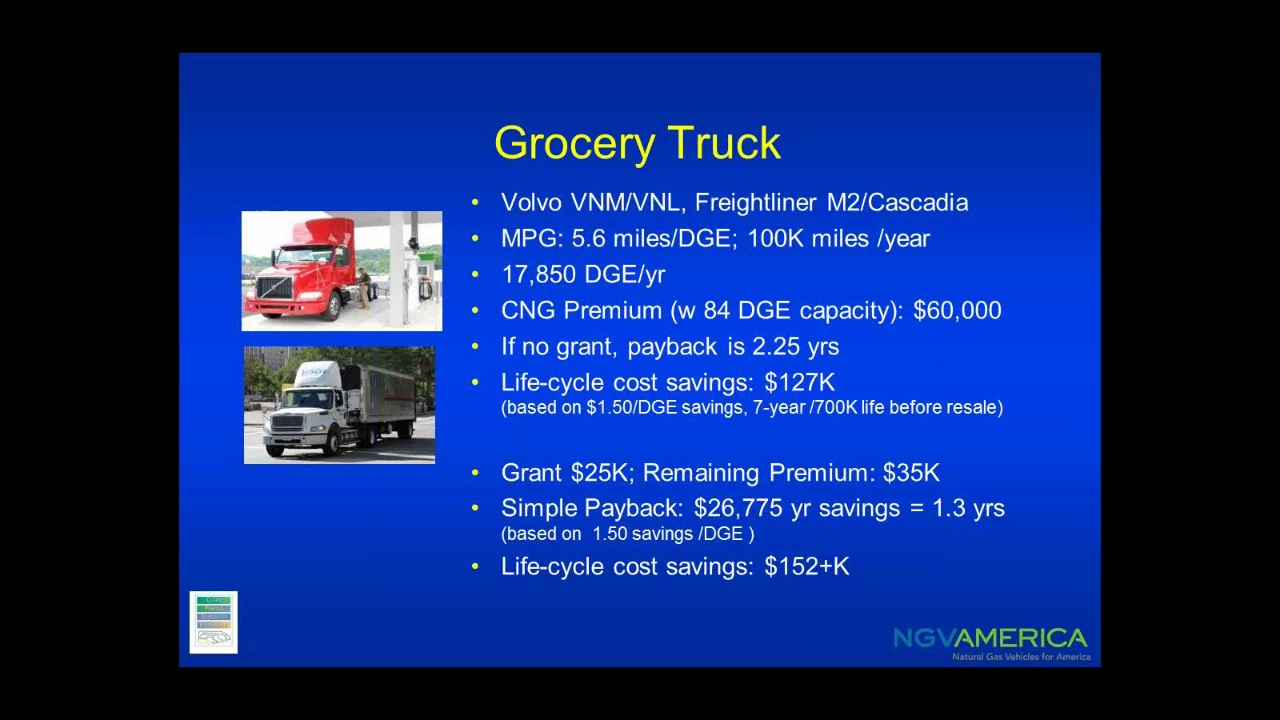 Grocery Truck
• Volvo VNM/VNL, Freightliner M2/Cascadia
• MPG: 5.6 miles/DGE; 100K miles /year
• 17,850 DGE/yr
• CNG Premium (w 84 DGE capacity): $60,000
• If no grant, payback is 2.25 yrs
• Life-cycle cost savings: $127K
(based on $1.50/DGE savings, 7-year /700K life before resale)
• Grant $25K; Remaining Premium: $35K
• Simple Payback: $26,775 yr savings = 1.3 yrs
(based on 1.50 savings /DGE )
• Life-cycle cost savings: $152+K
NGVAMERICA
Natural Gas Vehicles for America